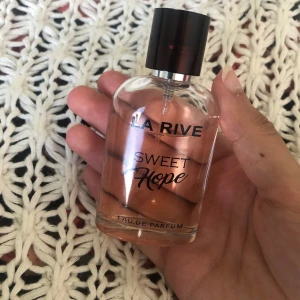 LA RIVE
SWEET
Hope
EAU DE PARFUM